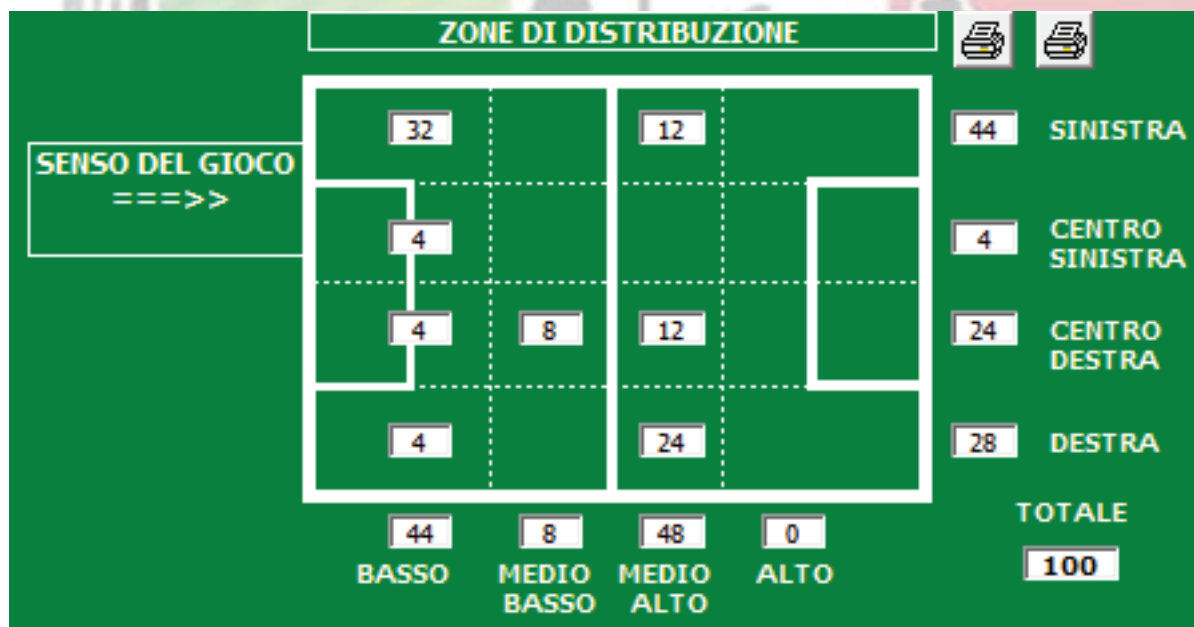 ZONE DI DISTRIBUZIONE
32 12 44 SINISTRA
SENSO DEL GIOCO
===>>
4 4 CENTRO
SINISTRA
4 8 12 24 CENTRO
DESTRA
4 24 28 DESTRA
44 8 48 0 TOTALE
BASSO MEDIO MEDIO ALTO 100
BASSO ALTO